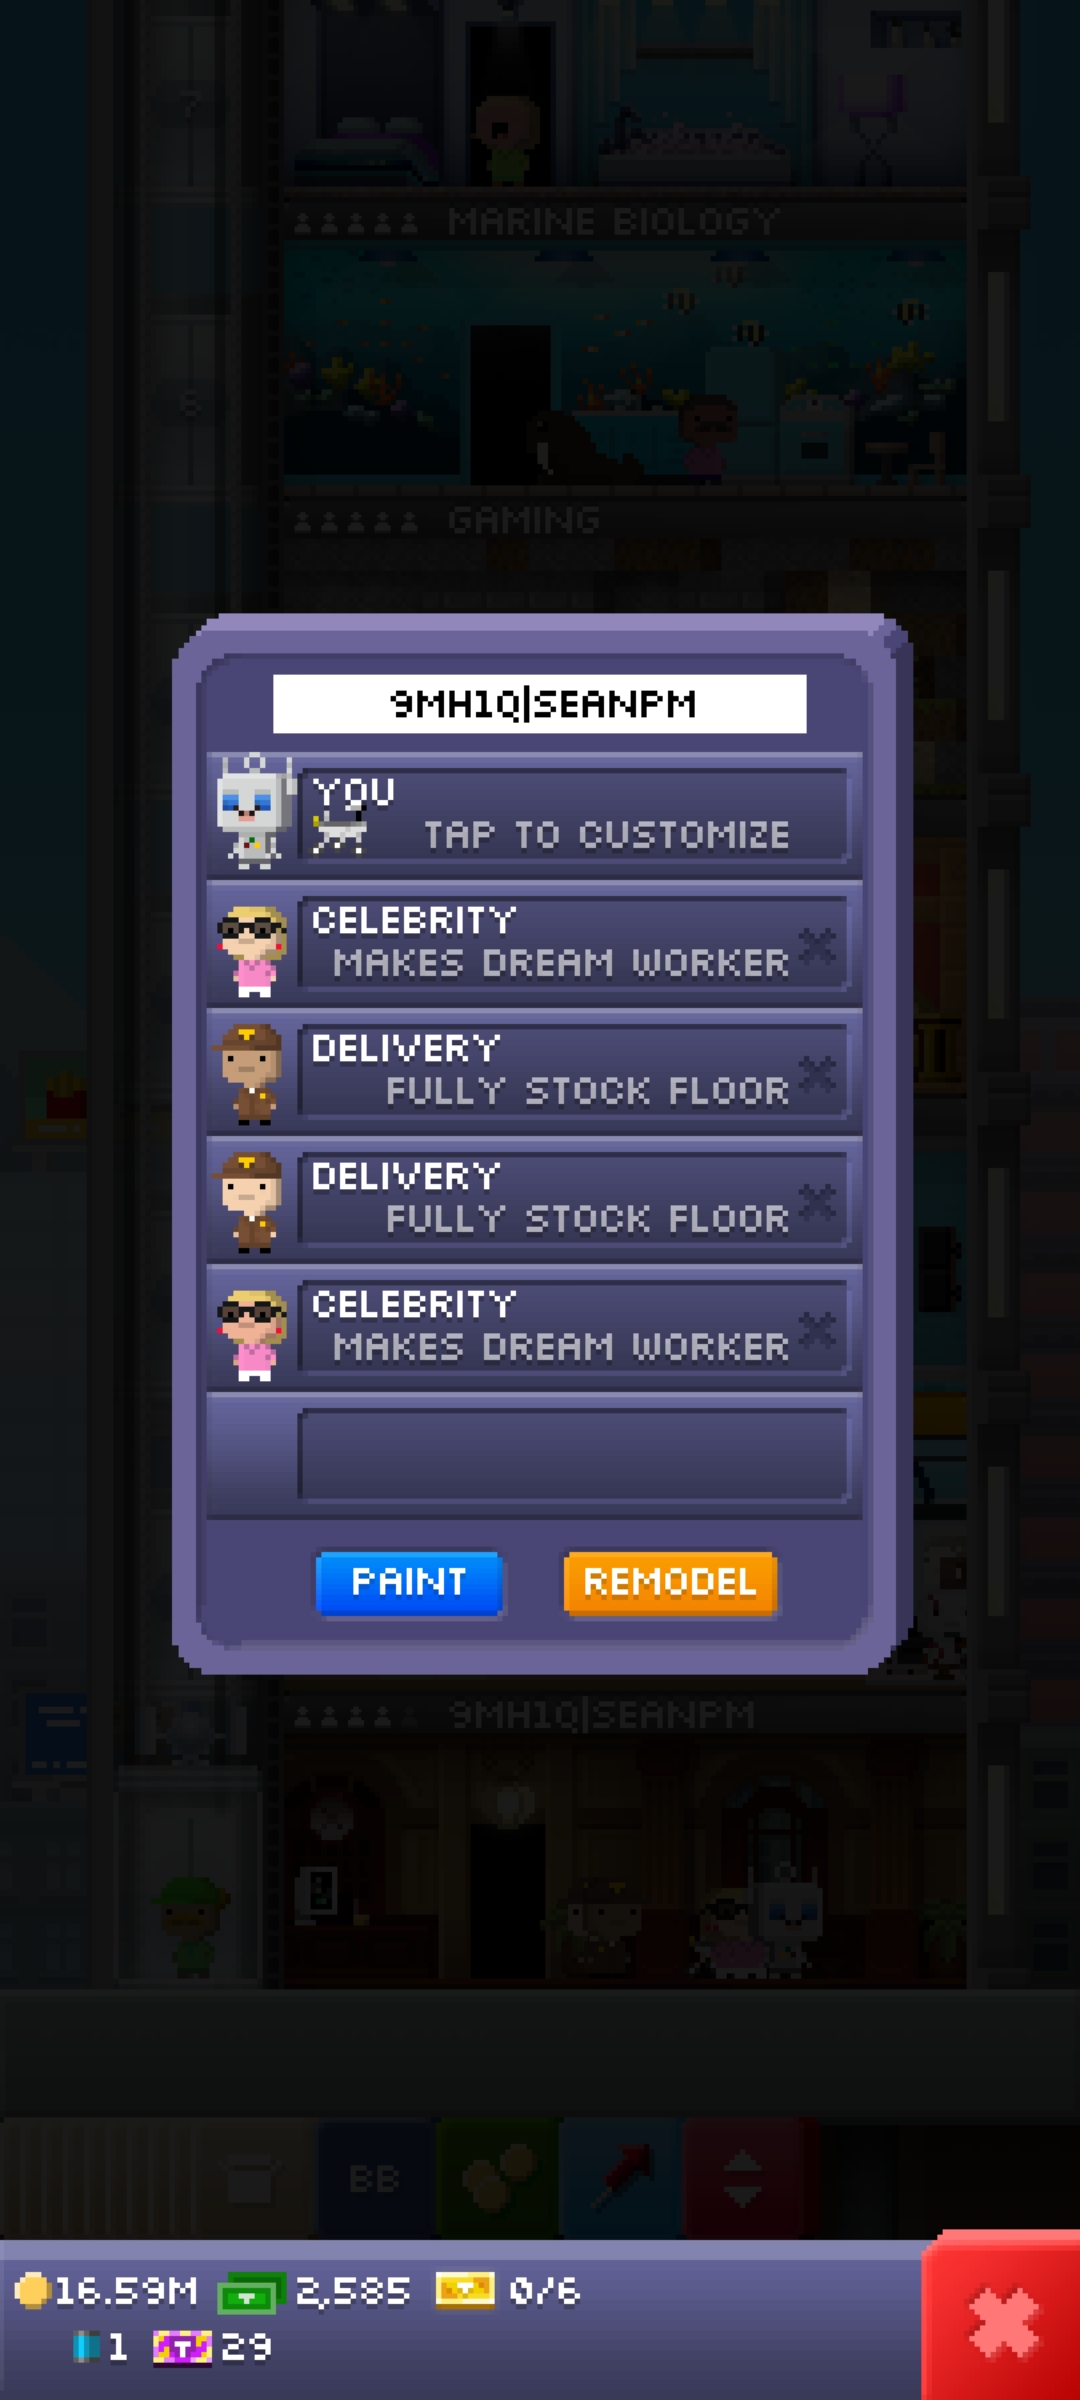 7
MARINE BIOLOGY
6
GAMING
9MH1Q|SEANPM
YOU
TAP TO CUSTOMIZE
CELEBRITY
MAKES DREAM WORKER
DELIVERY
FULLY STOCK FLOOR
DELIVERY
FULLY STOCK FLOOR
CELEBRITY
MAKES DREAM WORKER
PAINT
REMODEL
9MH1Q|SEANPM
BB
16.59M 2,585 0/6
1 29